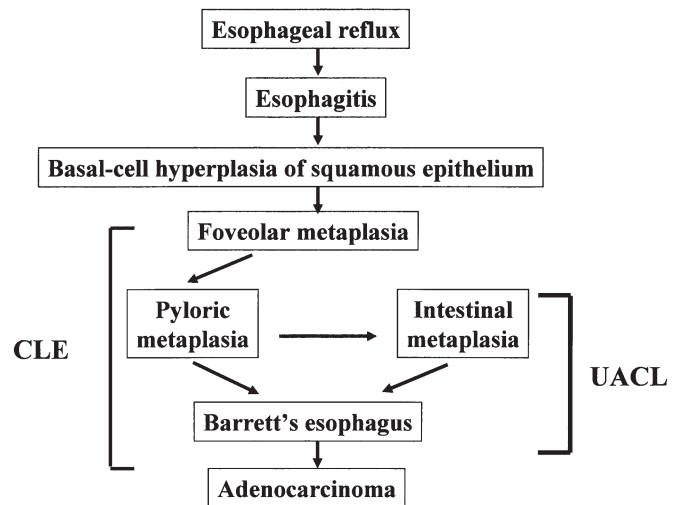 Esophageal reflux
Esophagitis
Basal-cell hyperplasia of squamous epithelium
Foveolar metaplasia
Pyloric
metaplasia
Intestinal
metaplasia
CLE
UACL
Barrett's esophagus
Adenocarcinoma